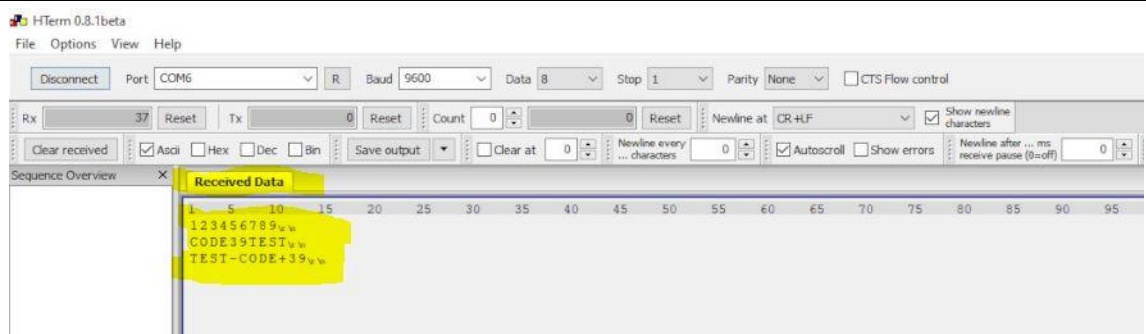 HTerm 0.8.1beta
File Options View Help
Disconnect Port COM6 R Baud 9600 Data 8 Stop 1 Parity None CTS Flow control
Rx 37 Reset Tx 0 Reset Count 0 0 Reset Newline at CR+LF Show newline characters
Clear received Ascii Hex Dec Bin Save output Clear at 0 Newline every ... characters 0 Autoscroll Show errors Newline after ... ms receive pause (0=off) 0
Sequence Overview X Received Data
1 5 10 15 20 25 30 35 40 45 50 55 60 65 70 75 80 85 90 95
123456789\r\n
CODE39TEST\r\n
TEST-CODE+39\r\n